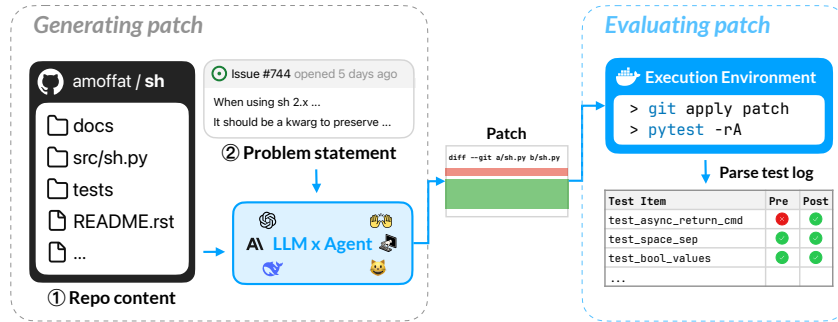 Generating patch
Evaluating patch
amoffat / sh
docs
src/sh.py
tests
README.rst
...
① Repo content
Issue #744 opened 5 days ago
When using sh 2.x ...
It should be a kwarg to preserve ...
② Problem statement
LLM x Agent
Patch
diff --git a/sh.py b/sh.py
Execution Environment
> git apply patch
> pytest -rA
Parse test log
Test Item Pre Post
test_async_return_cmd
test_space_sep
test_bool_values
...